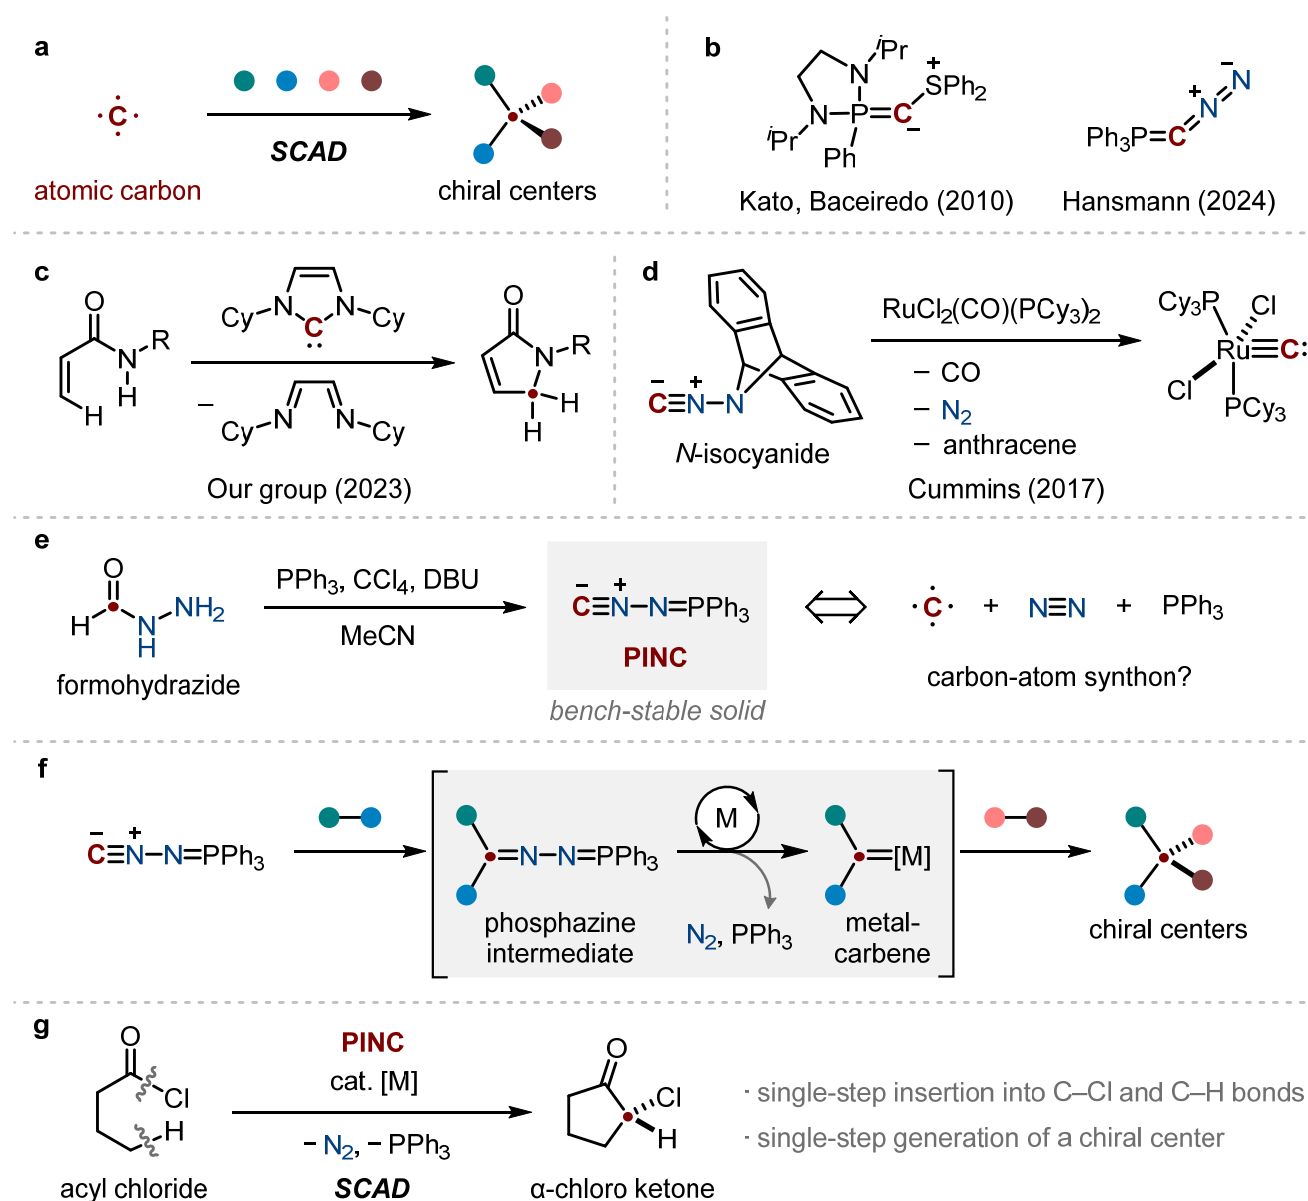 a
·C·
SCAD
atomic carbon
chiral centers
b
iPr
N
+
SPh2
N
P=C
−
iPr
Ph
Kato, Baceiredo (2010)
−
N
+
N
Ph3P=C
Hansmann (2024)
c
O
N
R
H
H
N
N
Cy
C
Cy
:
−
N
N
Cy
Cy
O
N
R
H
H
Our group (2023)
d
− +
C≡N−N
N-isocyanide
RuCl2(CO)(PCy3)2
− CO
− N2
− anthracene
Cy3P
Cl
Ru≡C:
Cl
PCy3
Cummins (2017)
e
O
H
N
H
NH2
formohydrazide
PPh3, CCl4, DBU
MeCN
− +
C≡N−N=PPh3
PINC
bench-stable solid
·C· + N≡N + PPh3
carbon-atom synthon?
f
− +
C≡N−N=PPh3
=N−N=PPh3
phosphazine
intermediate
M
N2, PPh3
=[M]
metal-
carbene
chiral centers
g
O
Cl
H
acyl chloride
PINC
cat. [M]
− N2, − PPh3
SCAD
O
Cl
H
α-chloro ketone
· single-step insertion into C–Cl and C–H bonds
· single-step generation of a chiral center